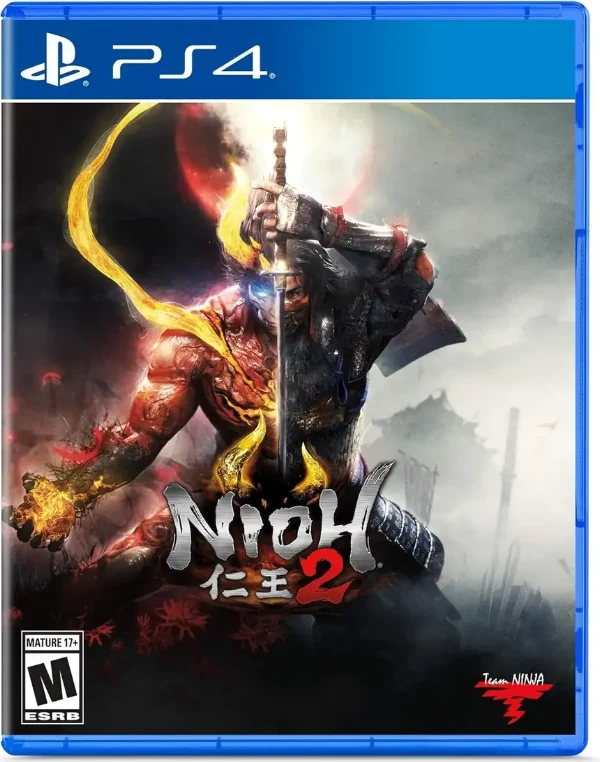 PS4
NIOH
仁王2
MATURE 17+
M
ESRB
Team NINJA